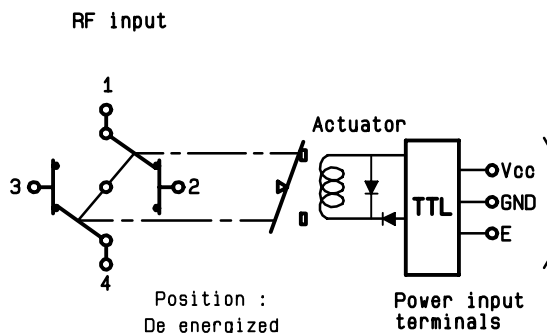 RF input
1
Actuator
3
2
TTL
Vcc
GND
E
4
Position :
De energized
Power input
terminals